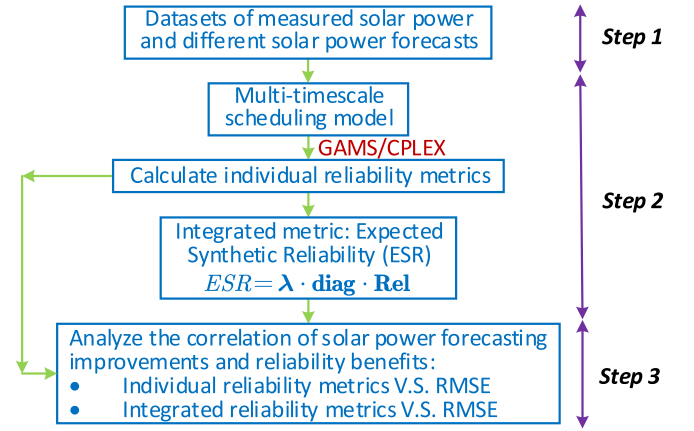 Datasets of measured solar power
and different solar power forecasts
Step 1
Multi-timescale
scheduling model
GAMS/CPLEX
Calculate individual reliability metrics
Step 2
Integrated metric: Expected
Synthetic Reliability (ESR)
ESR = λ · diag · Rel
Analyze the correlation of solar power forecasting
improvements and reliability benefits:
• Individual reliability metrics V.S. RMSE
• Integrated reliability metrics V.S. RMSE
Step 3